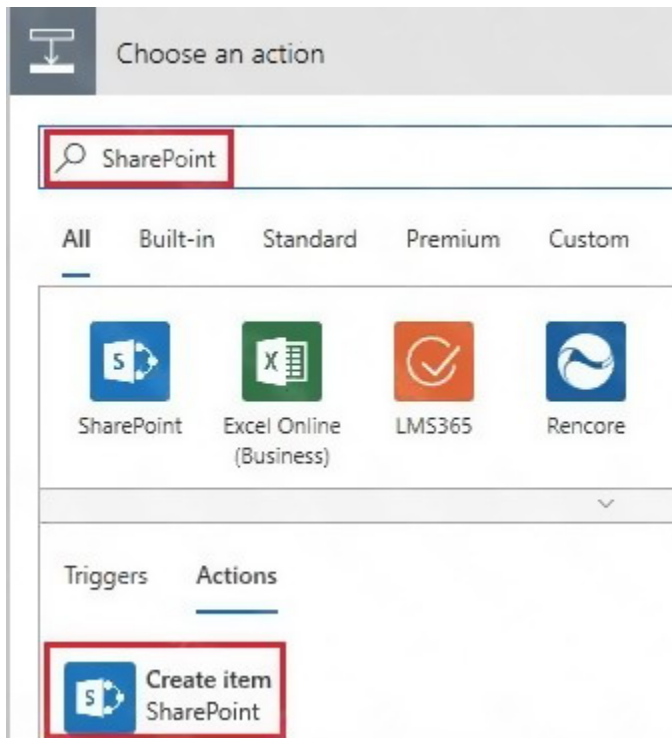 Choose an action
SharePoint
All Built-in Standard Premium Custom
SharePoint Excel Online LMS365 Rencore
(Business)
Triggers Actions
Create item
SharePoint